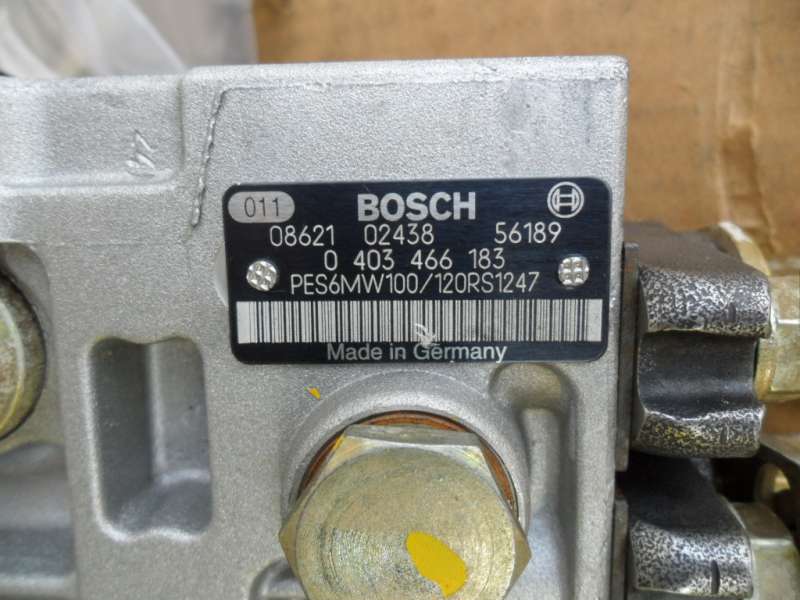 011 BOSCH
08621 02438 56189
0 403 466 183
PES6MW100/120RS1247
Made in Germany